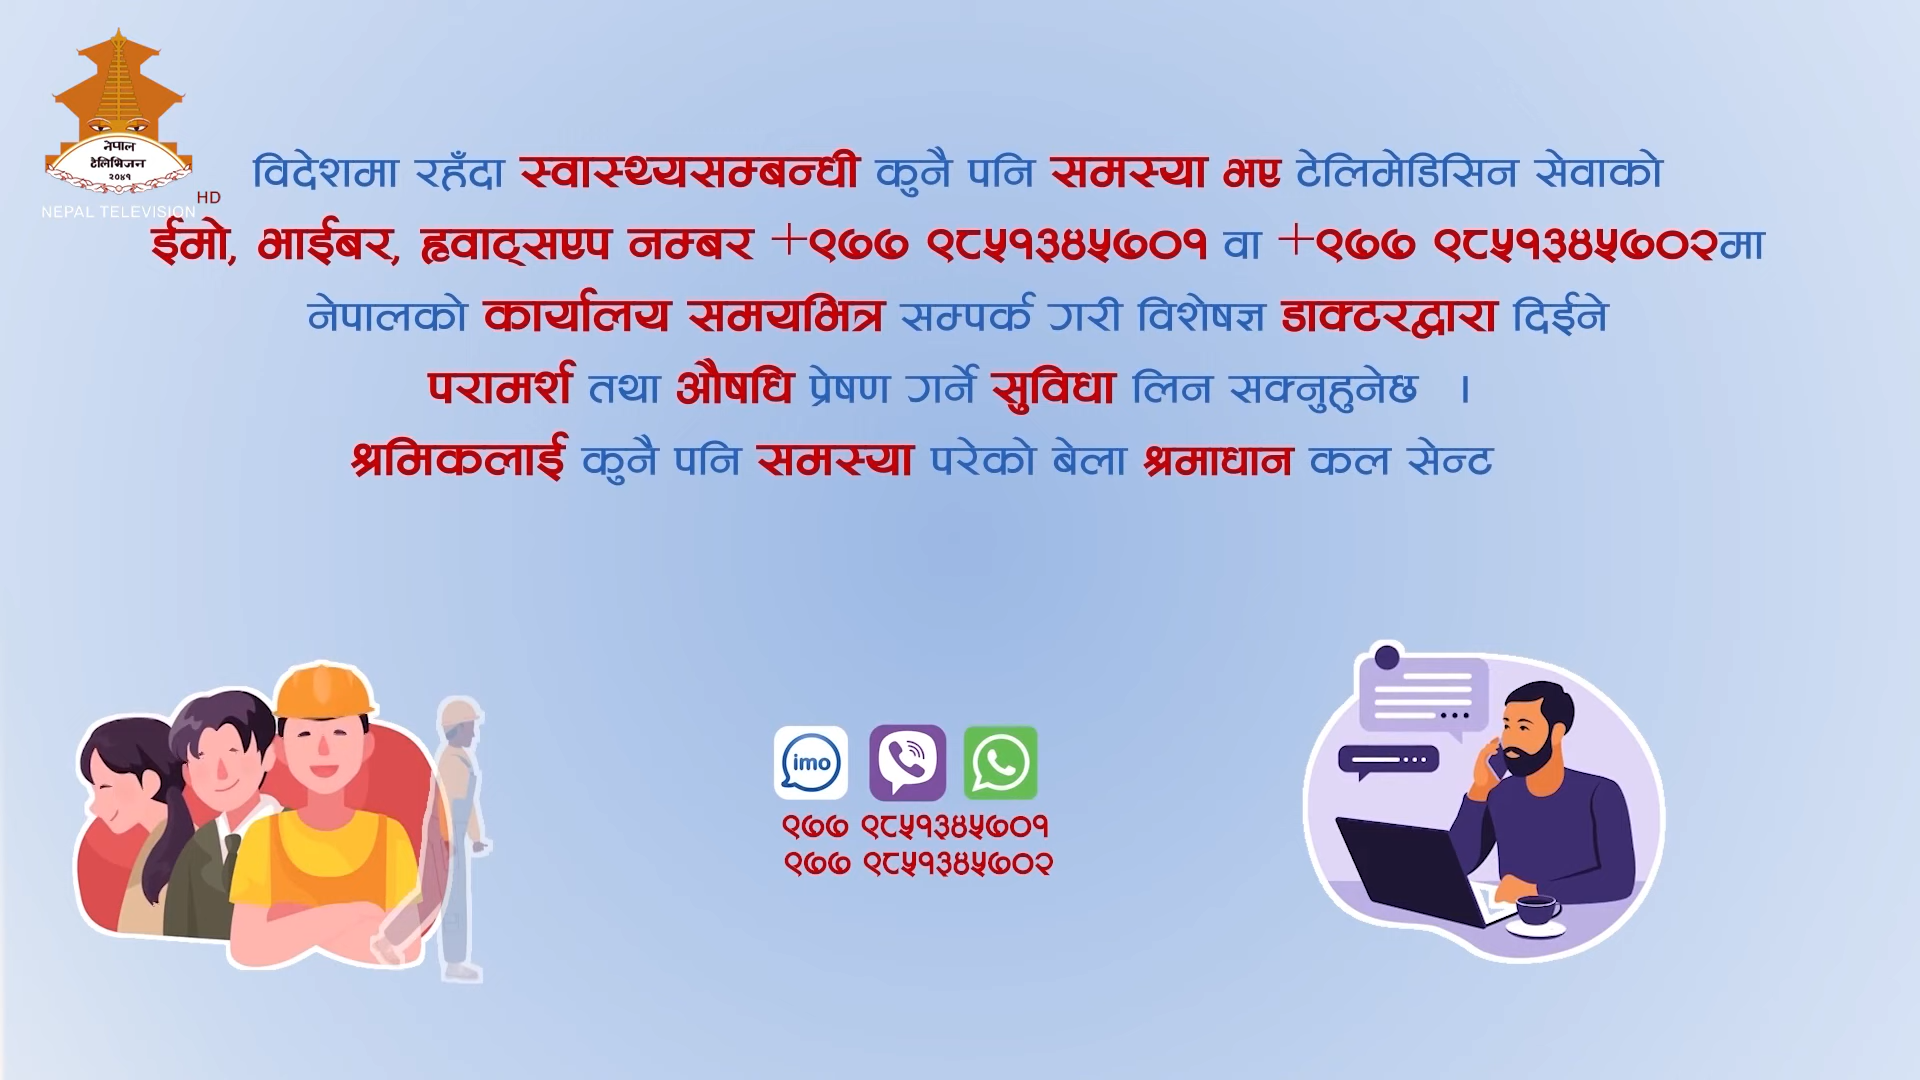 नेपाल
टेलिभिजन
२०४१
HD
NEPAL TELEVISION
विदेशमा रहँदा स्वास्थ्यसम्बन्धी कुनै पनि समस्या भए टेलिमेडिसिन सेवाको
ईमो, भाईबर, ह्वाट्सएप नम्बर +९७७ ९८५१३४५७०१ वा +९७७ ९८५१३४५७०२मा
नेपालको कार्यालय समयभित्र सम्पर्क गरी विशेषज्ञ डाक्टरद्वारा दिईने
परामर्श तथा औषधि प्रेषण गर्ने सुविधा लिन सक्नुहुनेछ ।
श्रमिकलाई कुनै पनि समस्या परेको बेला श्रमाधान कल सेन्ट
imo
९७७ ९८५१३४५७०१
९७७ ९८५१३४५७०२